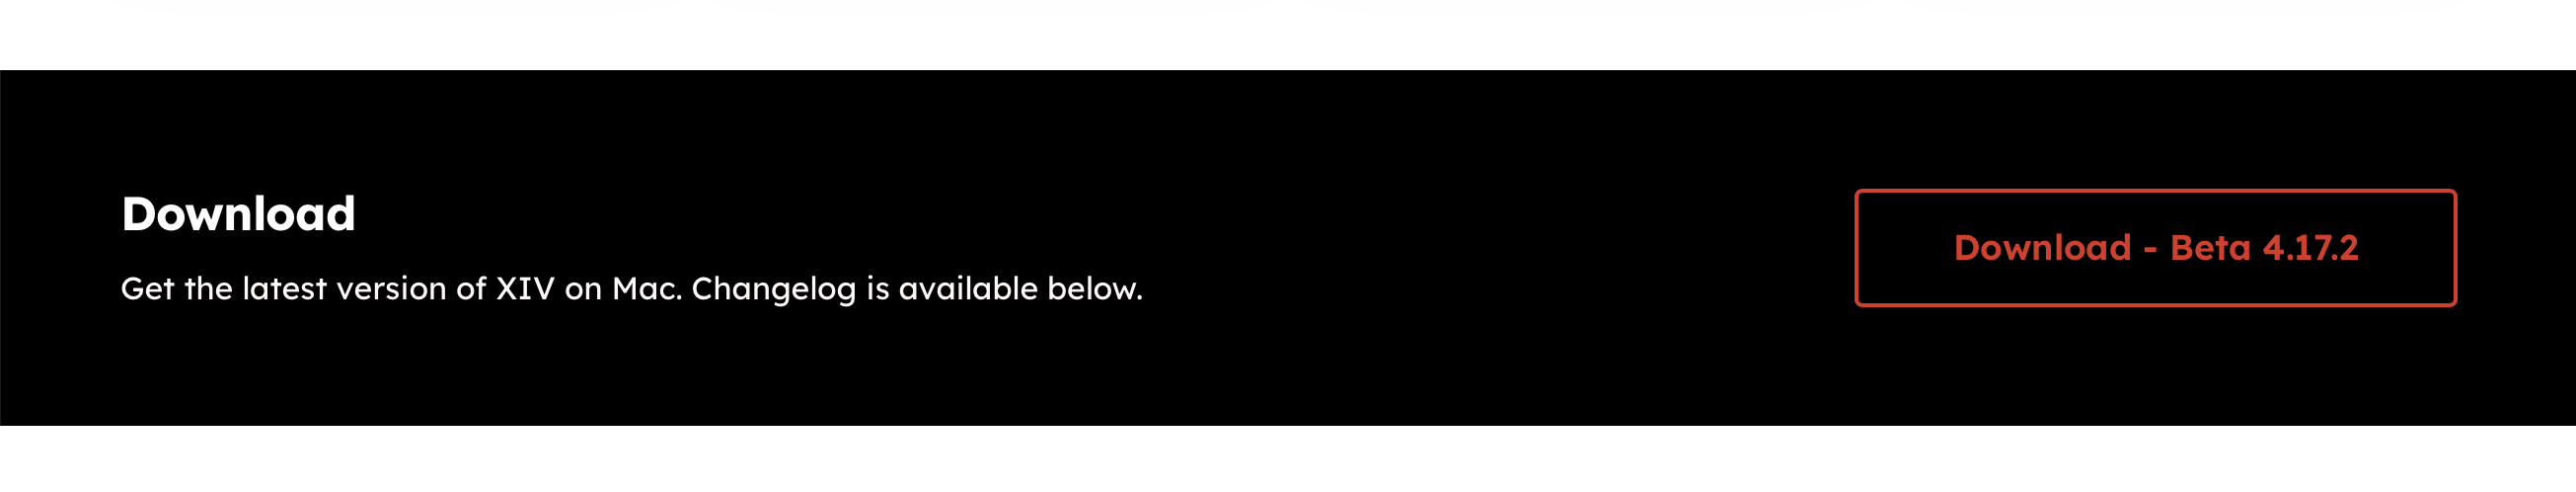 Download
Get the latest version of XIV on Mac. Changelog is available below.
Download - Beta 4.17.2